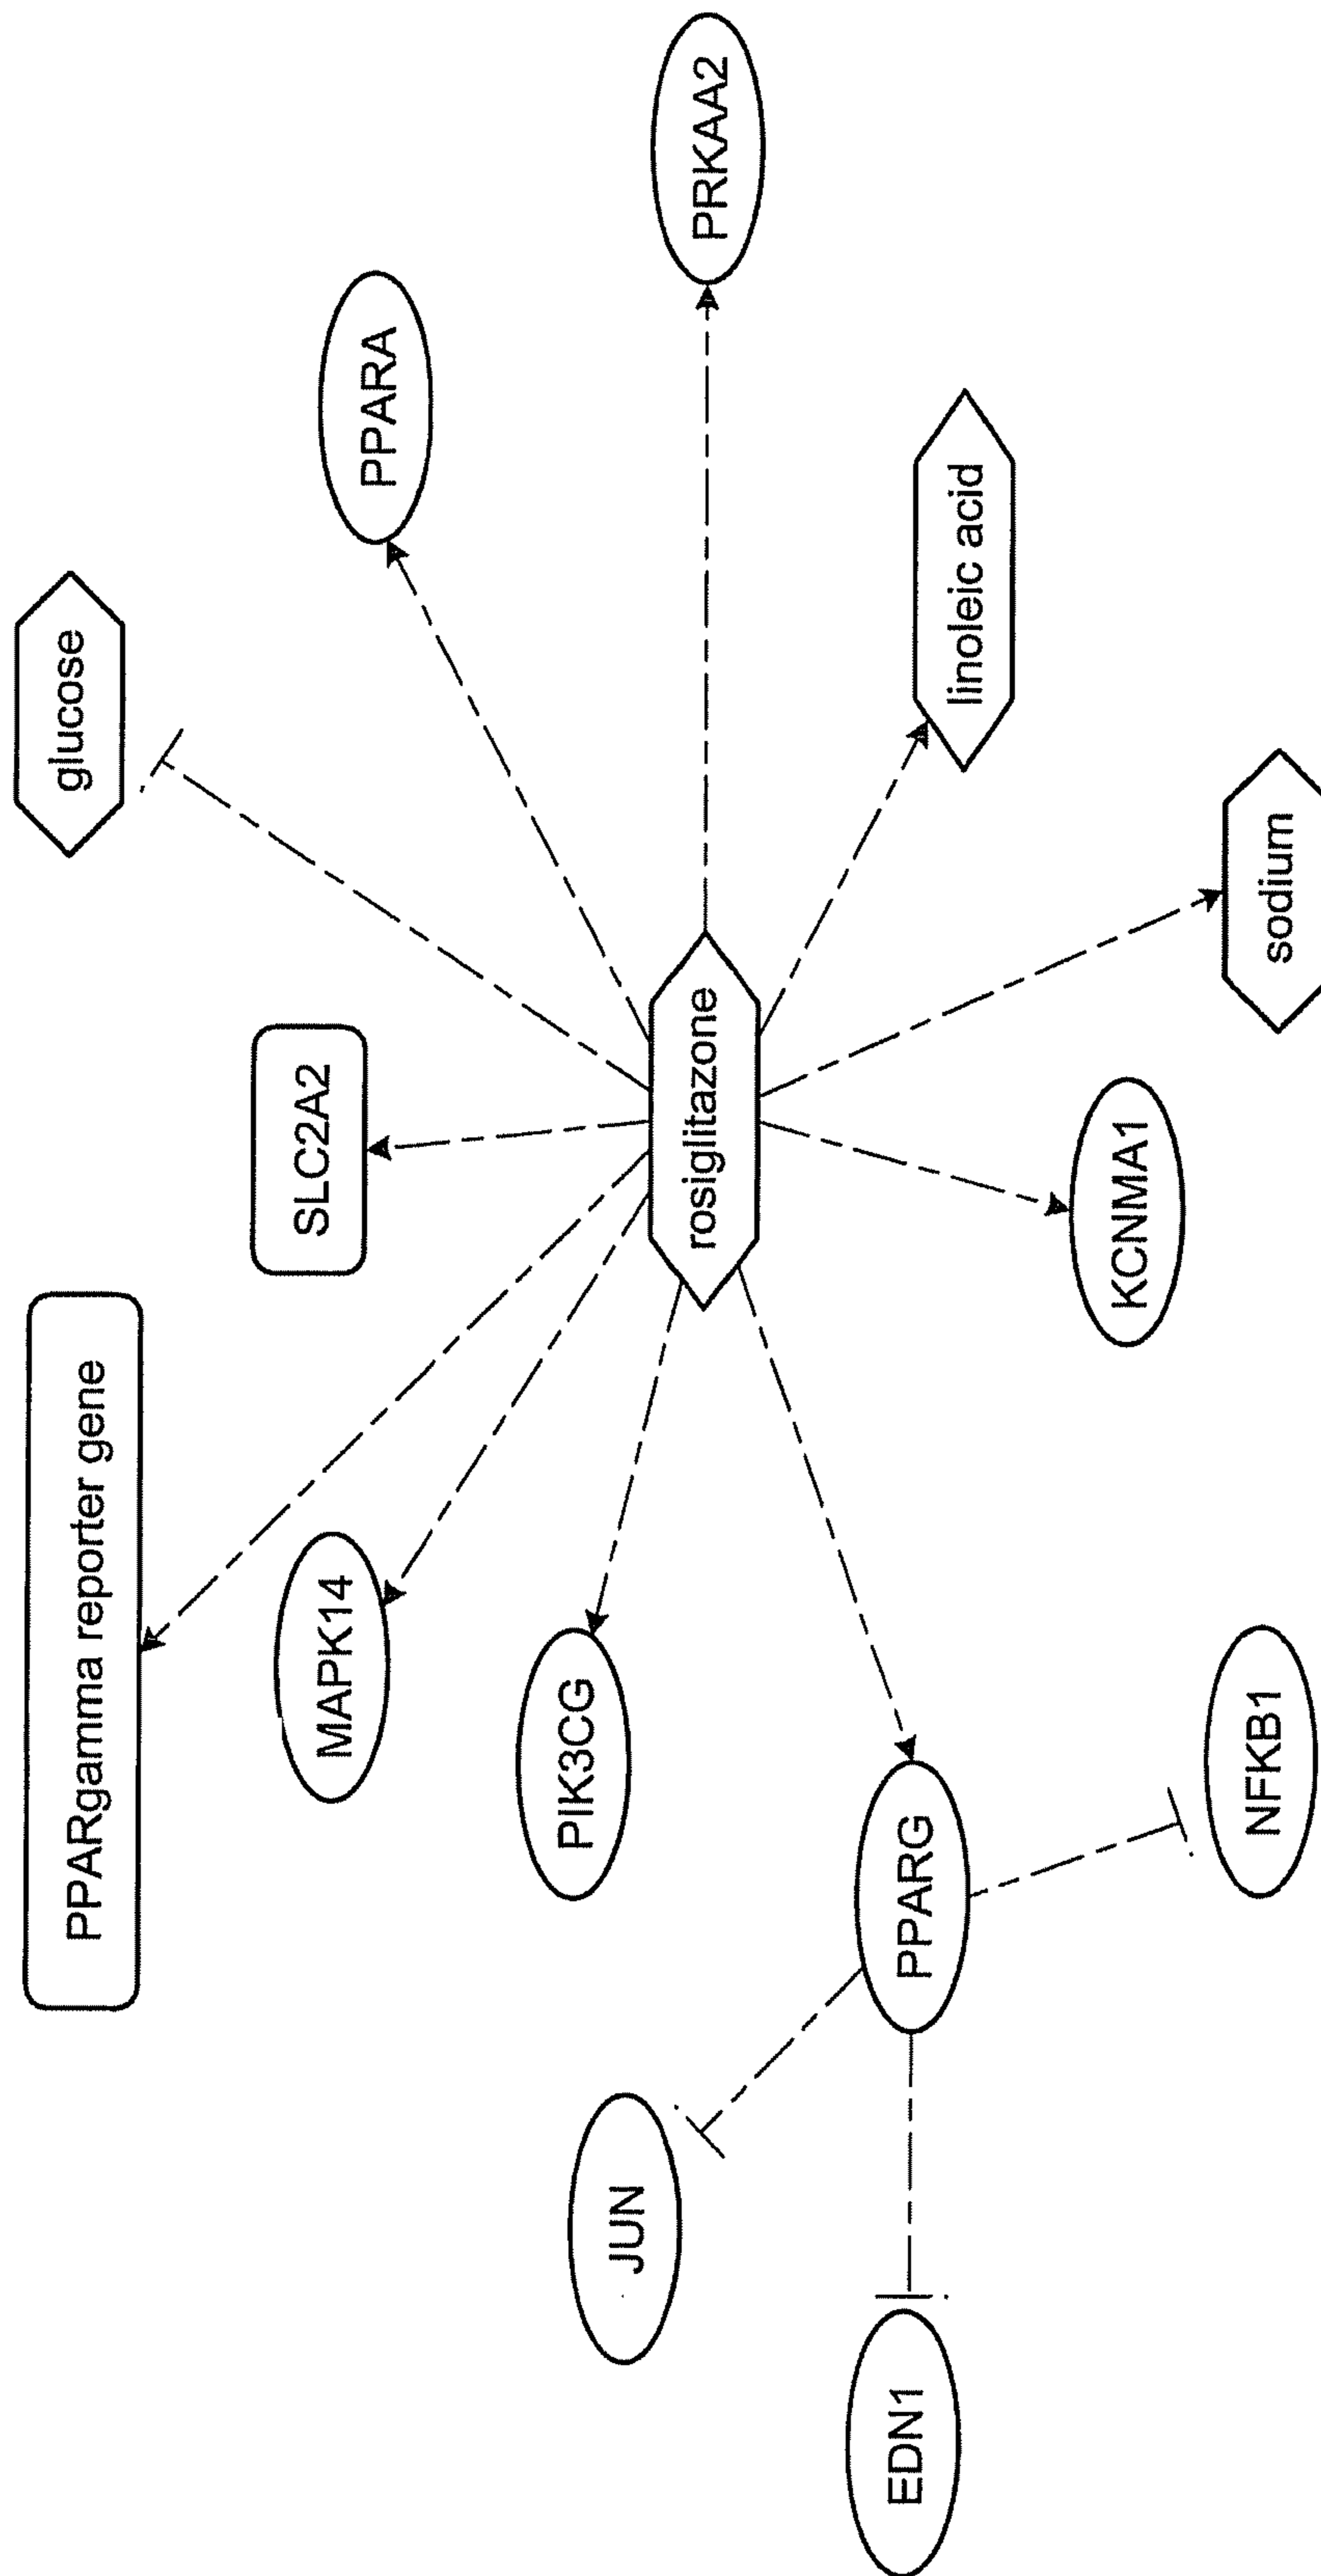 PPARgamma reporter gene
glucose
MAPK14
SLC2A2
PPARA
PIK3CG
JUN
rosiglitazone
PRKAA2
EDN1
PPARG
linoleic acid
KCNMA1
NFKB1
sodium